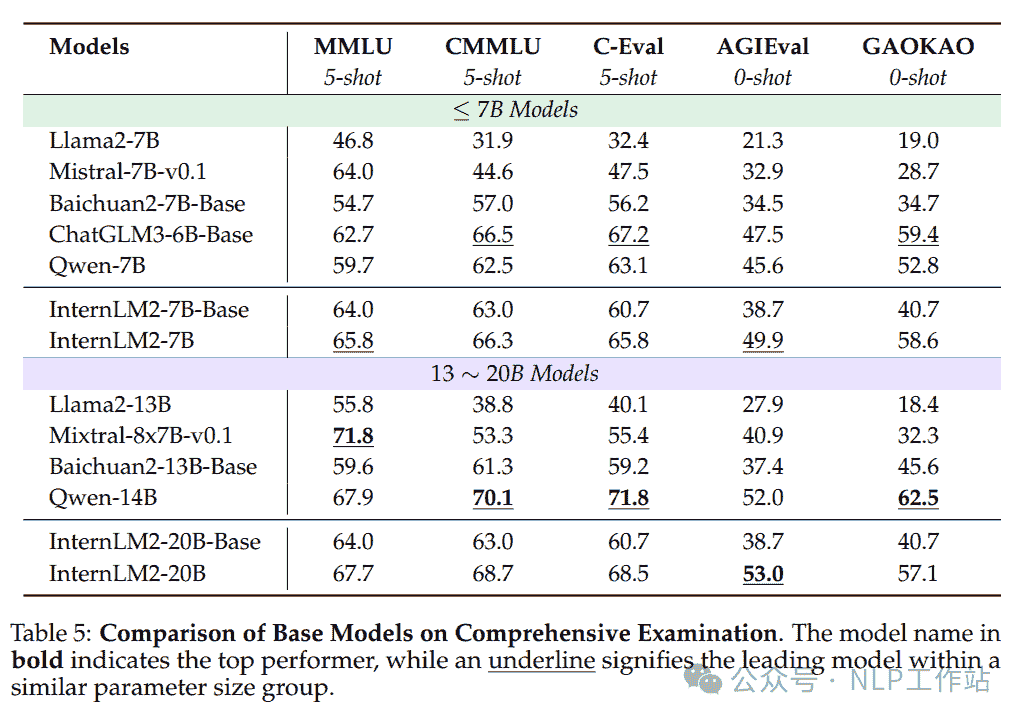 Models MMLU CMMLU C-Eval AGIEval GAOKAO
5-shot 5-shot 5-shot 0-shot 0-shot
≤ 7B Models
Llama2-7B 46.8 31.9 32.4 21.3 19.0
Mistral-7B-v0.1 64.0 44.6 47.5 32.9 28.7
Baichuan2-7B-Base 54.7 57.0 56.2 34.5 34.7
ChatGLM3-6B-Base 62.7 66.5 67.2 47.5 59.4
Qwen-7B 59.7 62.5 63.1 45.6 52.8
InternLM2-7B-Base 64.0 63.0 60.7 38.7 40.7
InternLM2-7B 65.8 66.3 65.8 49.9 58.6
13 ∼ 20B Models
Llama2-13B 55.8 38.8 40.1 27.9 18.4
Mixtral-8x7B-v0.1 71.8 53.3 55.4 40.9 32.3
Baichuan2-13B-Base 59.6 61.3 59.2 37.4 45.6
Qwen-14B 67.9 70.1 71.8 52.0 62.5
InternLM2-20B-Base 64.0 63.0 60.7 38.7 40.7
InternLM2-20B 67.7 68.7 68.5 53.0 57.1
Table 5: Comparison of Base Models on Comprehensive Examination. The model name in
bold indicates the top performer, while an underline signifies the leading model within a
similar parameter size group.
公众号 · NLP工作站